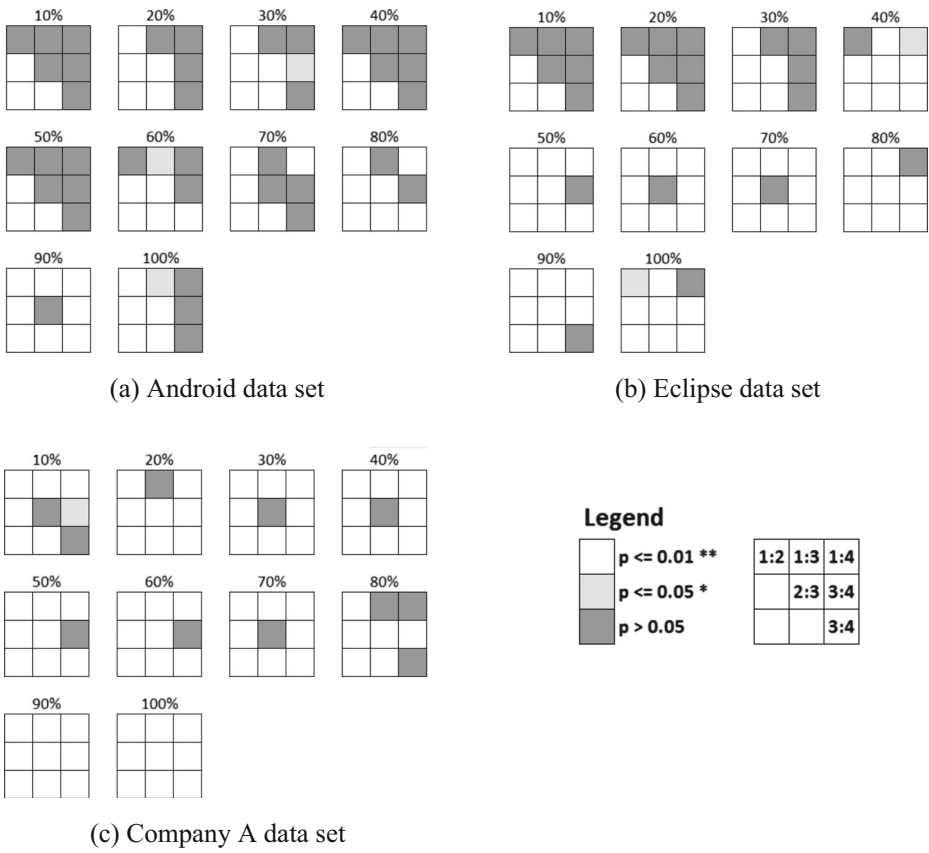 10% 20% 30% 40%
50% 60% 70% 80%
90% 100%
(a) Android data set
10% 20% 30% 40%
50% 60% 70% 80%
90% 100%
(b) Eclipse data set
10% 20% 30% 40%
50% 60% 70% 80%
90% 100%
(c) Company A data set
Legend
p <= 0.01 **
p <= 0.05 *
p > 0.05
1:2 1:3 1:4
2:3 3:4
3:4